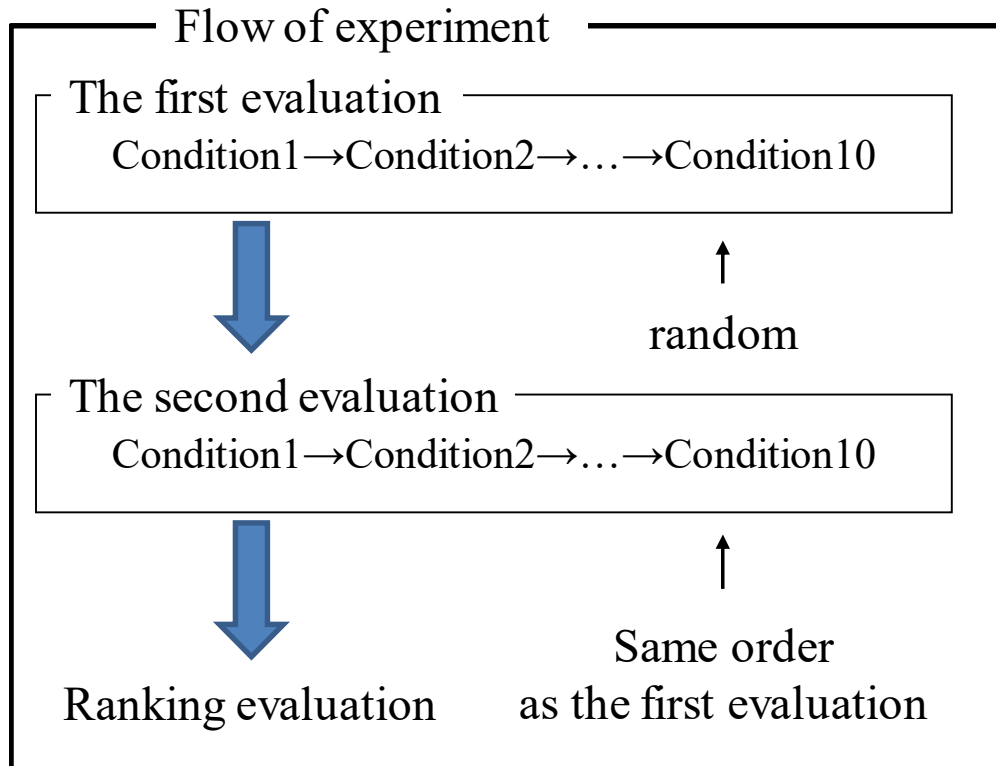 Flow of experiment
The first evaluation
Condition1→Condition2→…→Condition10
random
The second evaluation
Condition1→Condition2→…→Condition10
Same order
as the first evaluation
Ranking evaluation